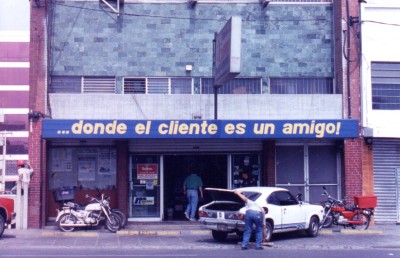 ...donde el cliente es un amigo!